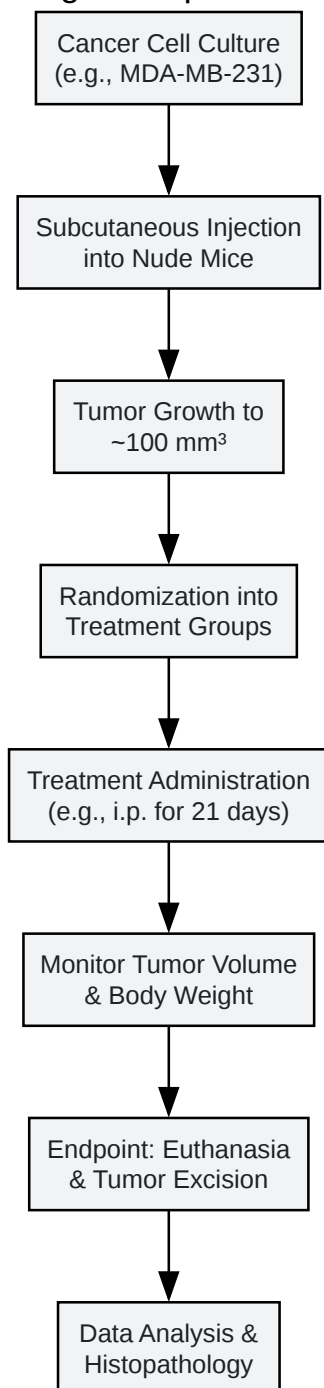 Cancer Cell Culture
(e.g., MDA-MB-231)
Subcutaneous Injection
into Nude Mice
Tumor Growth to
~100 mm³
Randomization into
Treatment Groups
Treatment Administration
(e.g., i.p. for 21 days)
Monitor Tumor Volume
& Body Weight
Endpoint: Euthanasia
& Tumor Excision
Data Analysis &
Histopathology